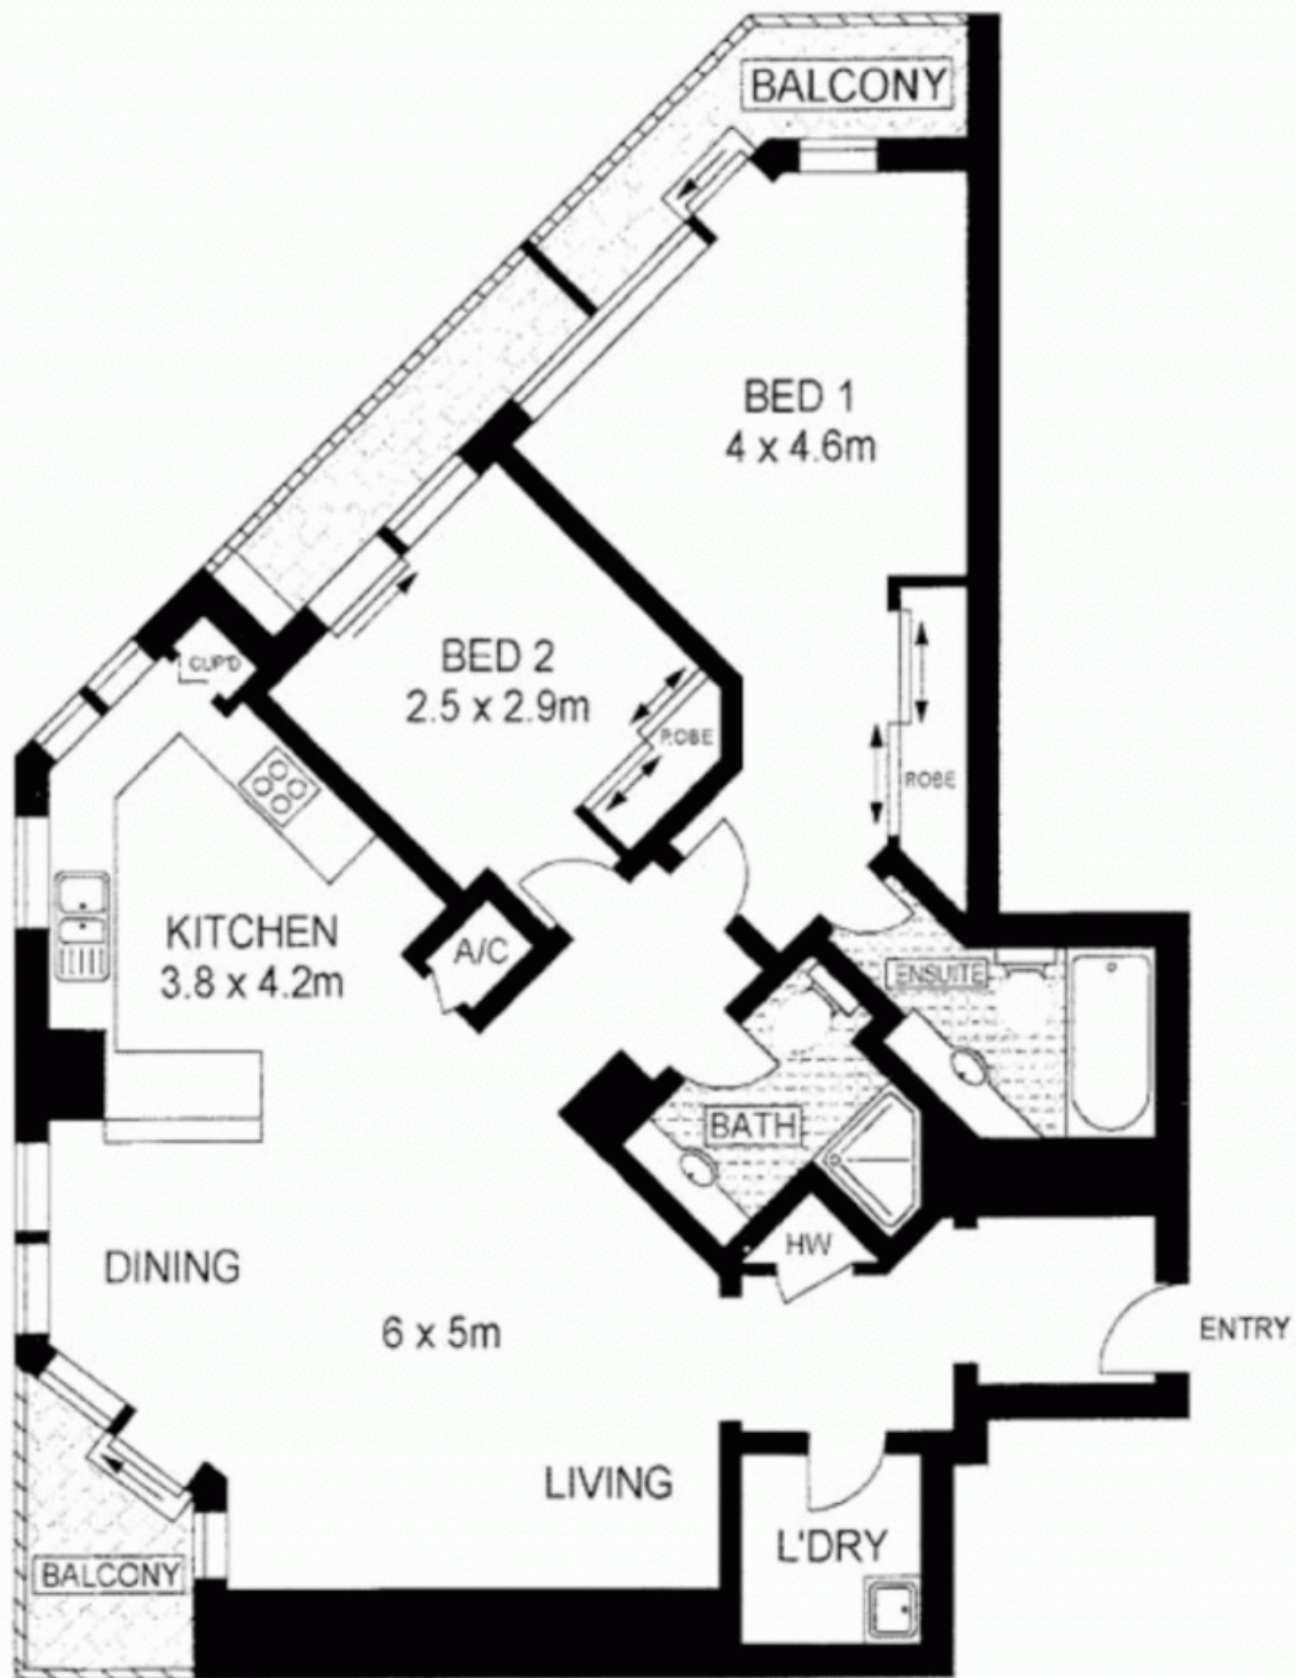 BALCONY
BED 1
4 x 4.6m
BED 2
2.5 x 2.9m
CUP'D
ROBE
ROBE
KITCHEN
3.8 x 4.2m
A/C
ENSUITE
BATH
HW
DINING
6 x 5m
ENTRY
LIVING
L'DRY
BALCONY